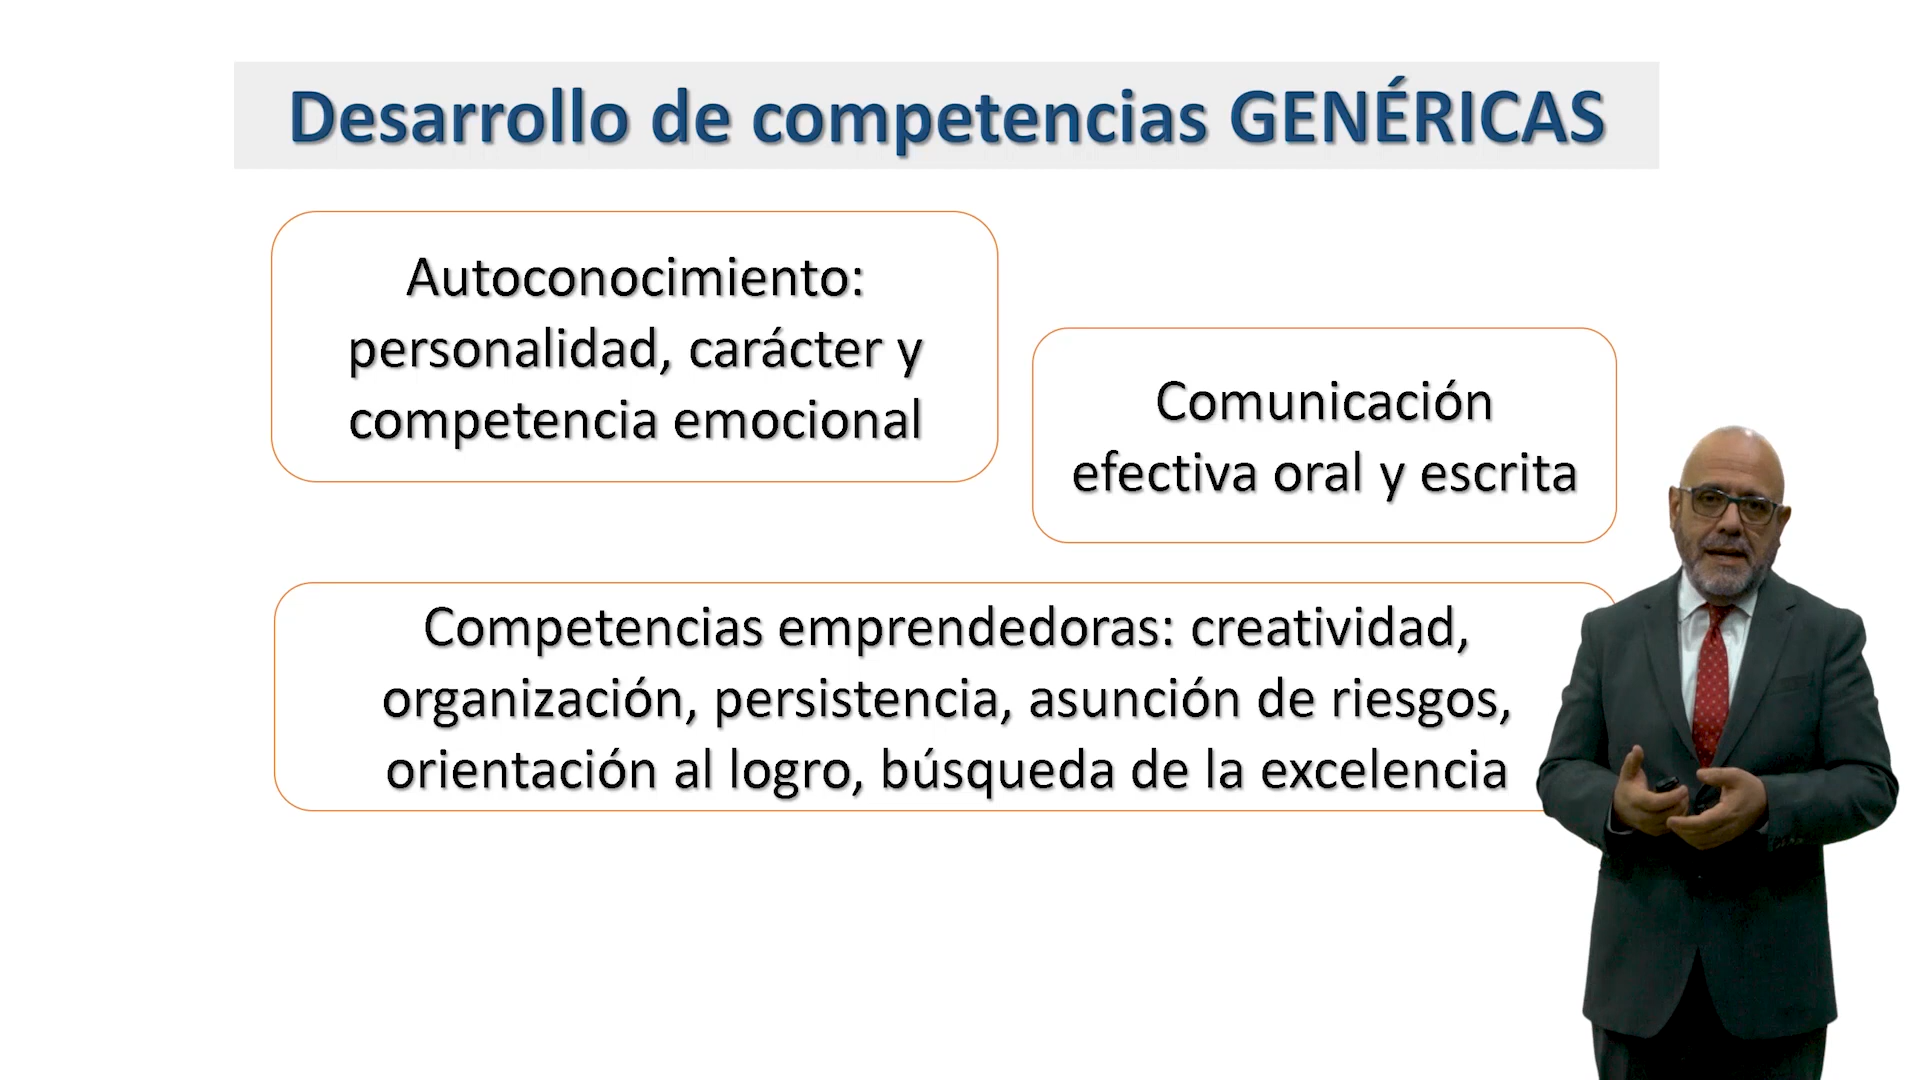 Desarrollo de competencias GENÉRICAS
Autoconocimiento:
personalidad, carácter y
competencia emocional
Comunicación
efectiva oral y escrita
Competencias emprendedoras: creatividad,
organización, persistencia, asunción de riesgos,
orientación al logro, búsqueda de la excelencia